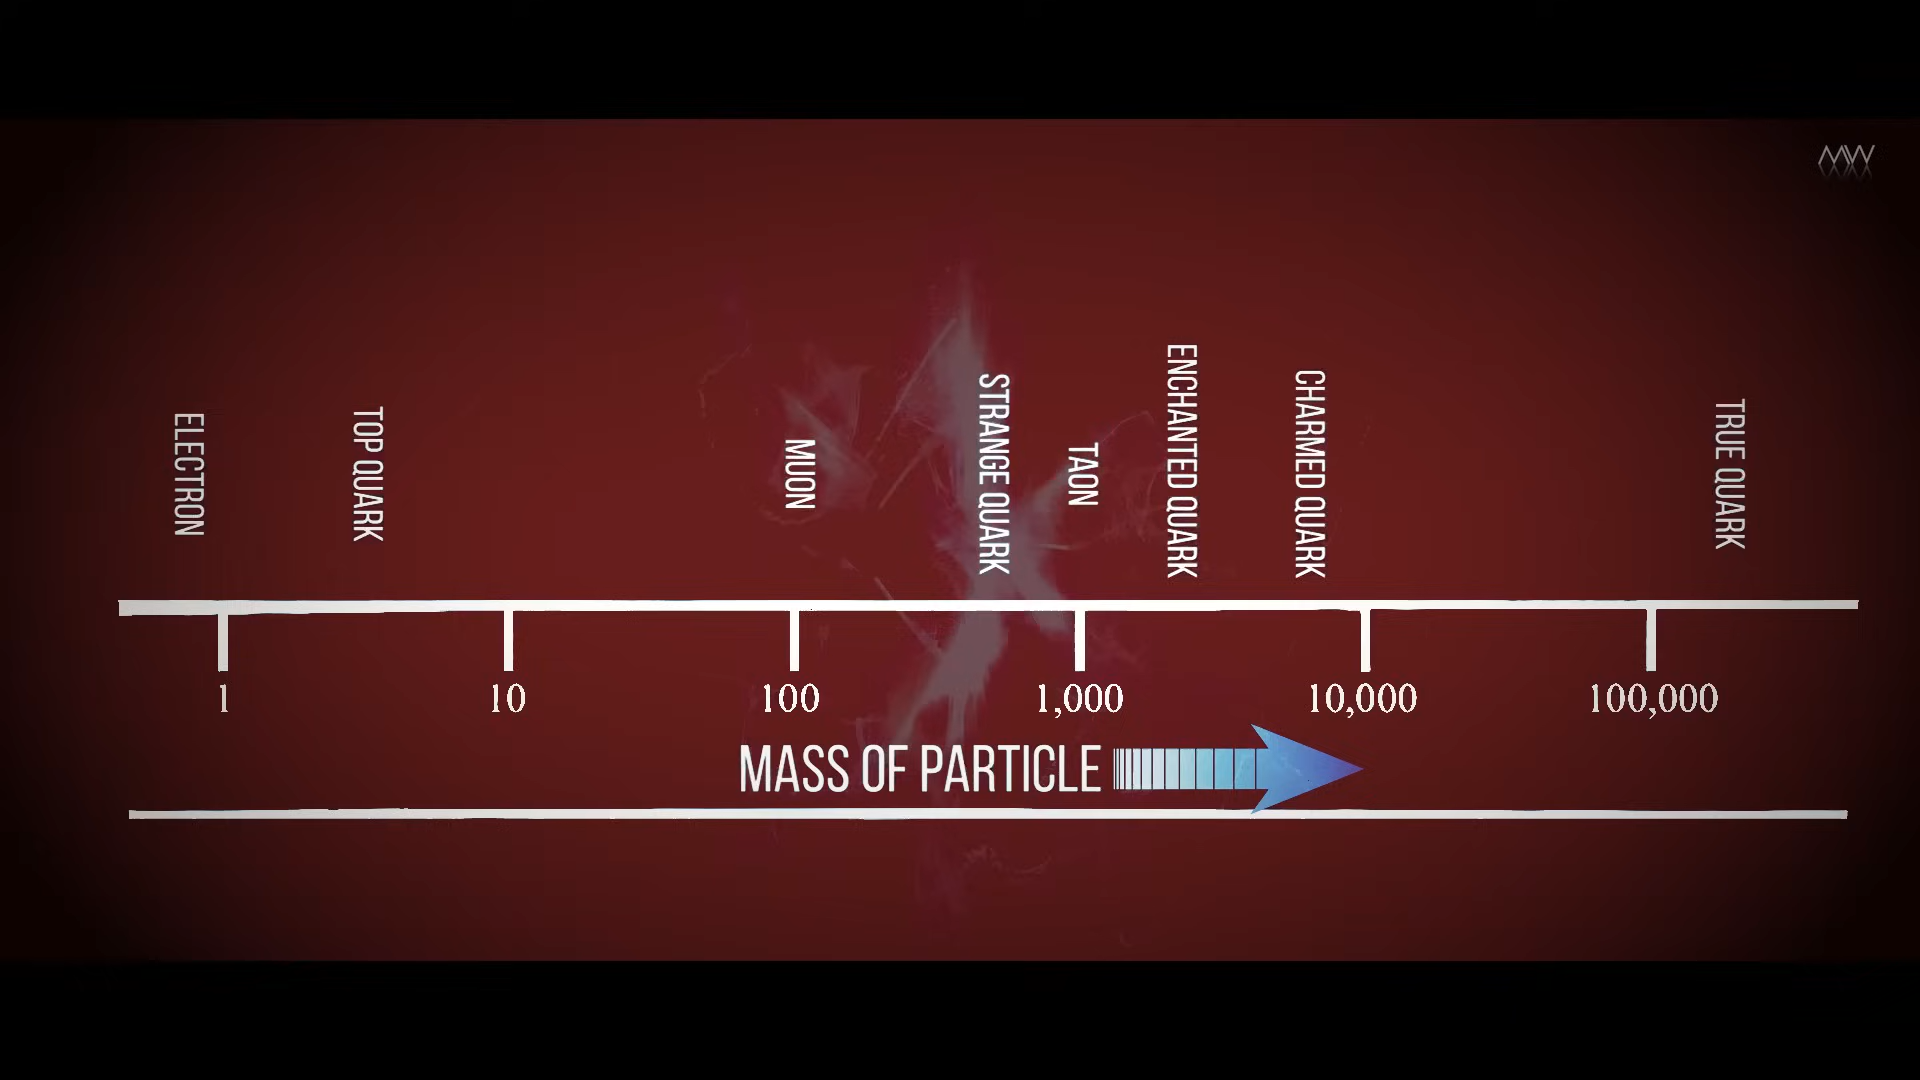 MW
ELECTRON
TOP QUARK
MUON
STRANGE QUARK
TAON
ENCHANTED QUARK
CHARMED QUARK
TRUE QUARK
1
10
100
1,000
10,000
100,000
MASS OF PARTICLE